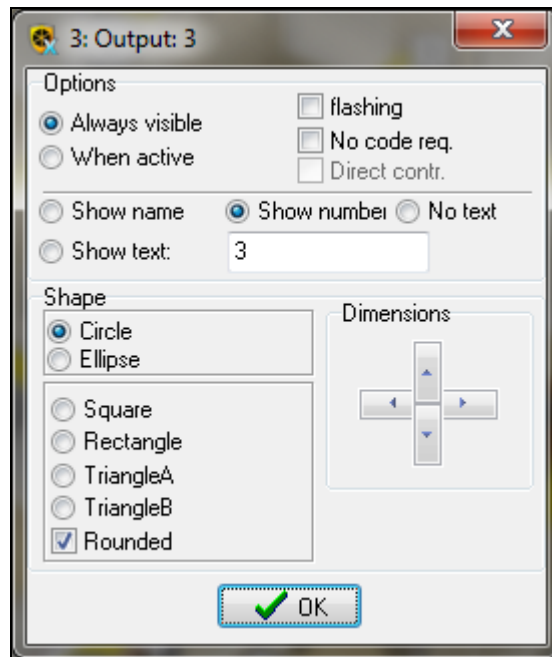 3: Output: 3
Options
Always visible
When active
flashing
No code req.
Direct contr.
Show name Show number No text
Show text: 3
Shape
Circle
Ellipse
Square
Rectangle
TriangleA
TriangleB
Rounded
Dimensions
OK